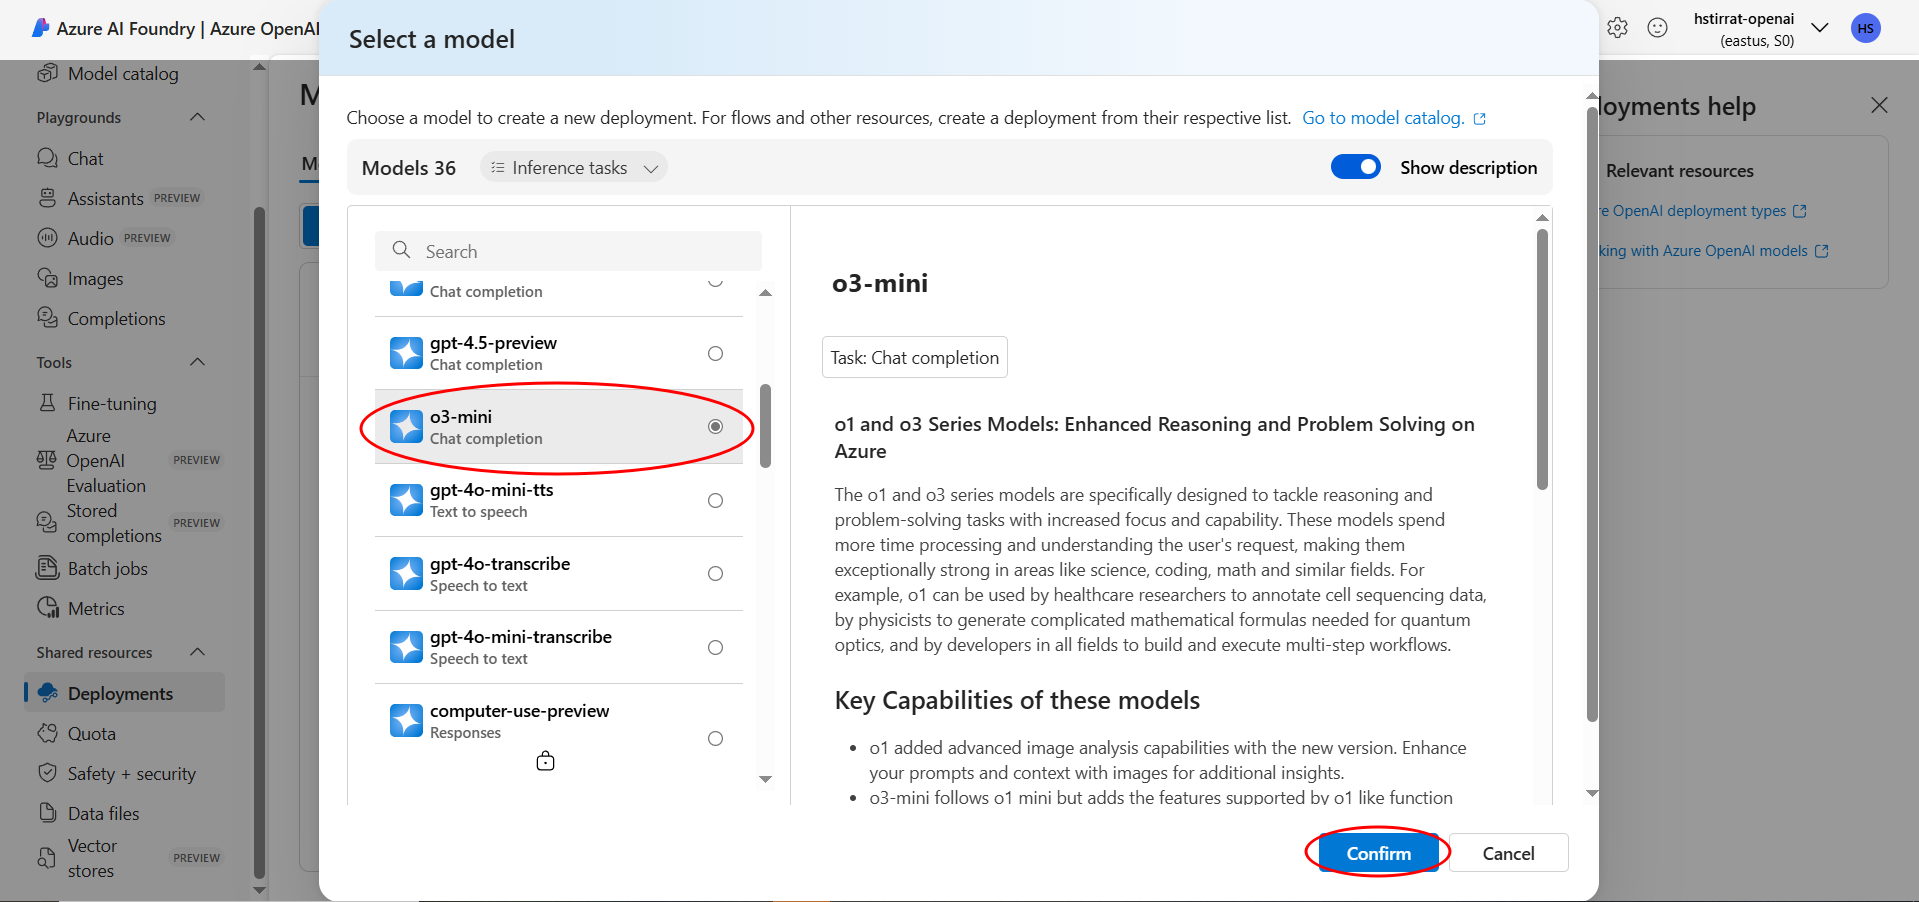 Azure AI Foundry | Azure OpenAI
hstirrat-openai
(eastus, S0)
HS
Model catalog
Playgrounds
Chat
Assistants PREVIEW
Audio PREVIEW
Images
Completions
Tools
Fine-tuning
Azure
OpenAI
Evaluation
PREVIEW
Stored
completions
PREVIEW
Batch jobs
Metrics
Shared resources
Deployments
Quota
Safety + security
Data files
Vector
stores
PREVIEW
Select a model
Choose a model to create a new deployment. For flows and other resources, create a deployment from their respective list. Go to model catalog.
Models 36
Inference tasks
Show description
Search
Chat completion
gpt-4.5-preview
Chat completion
o3-mini
Chat completion
gpt-4o-mini-tts
Text to speech
gpt-4o-transcribe
Speech to text
gpt-4o-mini-transcribe
Speech to text
computer-use-preview
Responses
o3-mini
Task: Chat completion
o1 and o3 Series Models: Enhanced Reasoning and Problem Solving on
Azure
The o1 and o3 series models are specifically designed to tackle reasoning and
problem-solving tasks with increased focus and capability. These models spend
more time processing and understanding the user's request, making them
exceptionally strong in areas like science, coding, math and similar fields. For
example, o1 can be used by healthcare researchers to annotate cell sequencing data,
by physicists to generate complicated mathematical formulas needed for quantum
optics, and by developers in all fields to build and execute multi-step workflows.
Key Capabilities of these models
• o1 added advanced image analysis capabilities with the new version. Enhance
your prompts and context with images for additional insights.
• o3-mini follows o1 mini but adds the features supported by o1 like function
Confirm
Cancel
loyments help
Relevant resources
re OpenAI deployment types
king with Azure OpenAI models